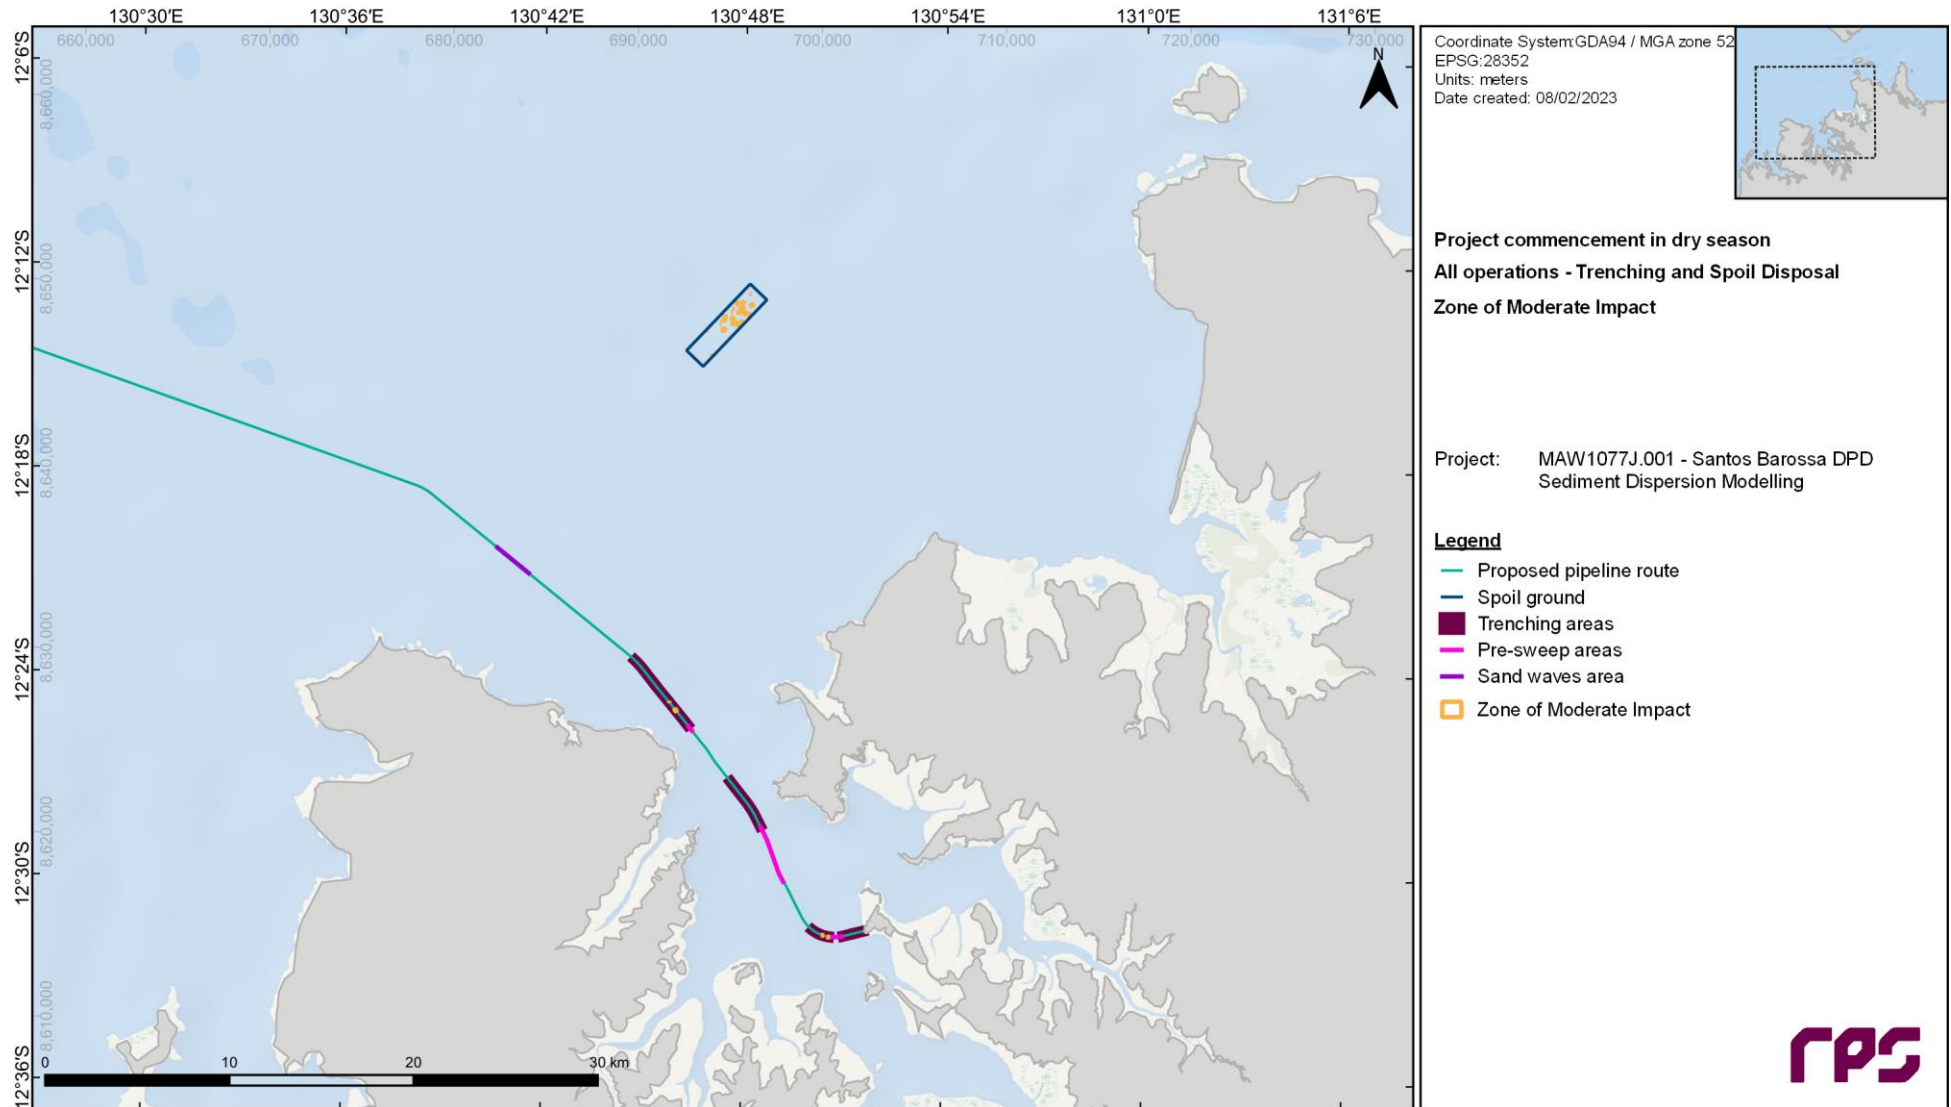 130°30'E 130°36'E 130°42'E 130°48'E 130°54'E 131°0'E 131°6'E
660,000 670,000 680,000 690,000 700,000 710,000 720,000 730,000
12°6'S
8,660,000
12°12'S
8,650,000
12°18'S
8,640,000
12°24'S
8,630,000
12°30'S
8,620,000
12°36'S
8,610,000
N
0 10 20 30 km
Coordinate System:GDA94 / MGA zone 52
EPSG:28352
Units: meters
Date created: 08/02/2023
Project commencement in dry season
All operations - Trenching and Spoil Disposal
Zone of Moderate Impact
Project: MAW1077J.001 - Santos Barossa DPD
Sediment Dispersion Modelling
Legend
Proposed pipeline route
Spoil ground
Trenching areas
Pre-sweep areas
Sand waves area
Zone of Moderate Impact
rps